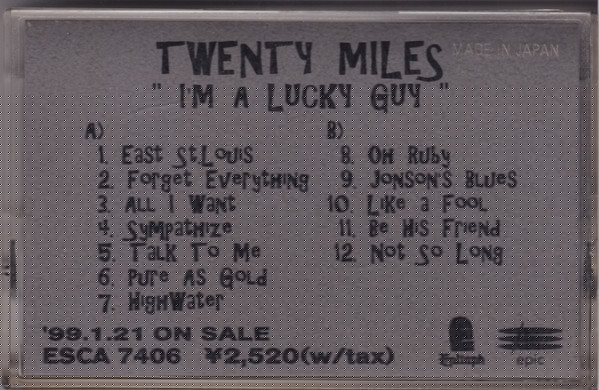 TWENTY MILES
MADE IN JAPAN
" I'M A LUCKY GUY "
A)
1. East St.Louis
2. Forget Everything
3. All I Want
4. Sympathize
5. Talk To Me
6. Pure As Gold
7. HighWater
B)
8. Oh Ruby
9. Jonson's Blues
10. Like a Fool
11. Be His Friend
12. Not So Long
'99.1.21 ON SALE
ESCA 7406 ¥2,520(w/tax)
Epitaph
epic